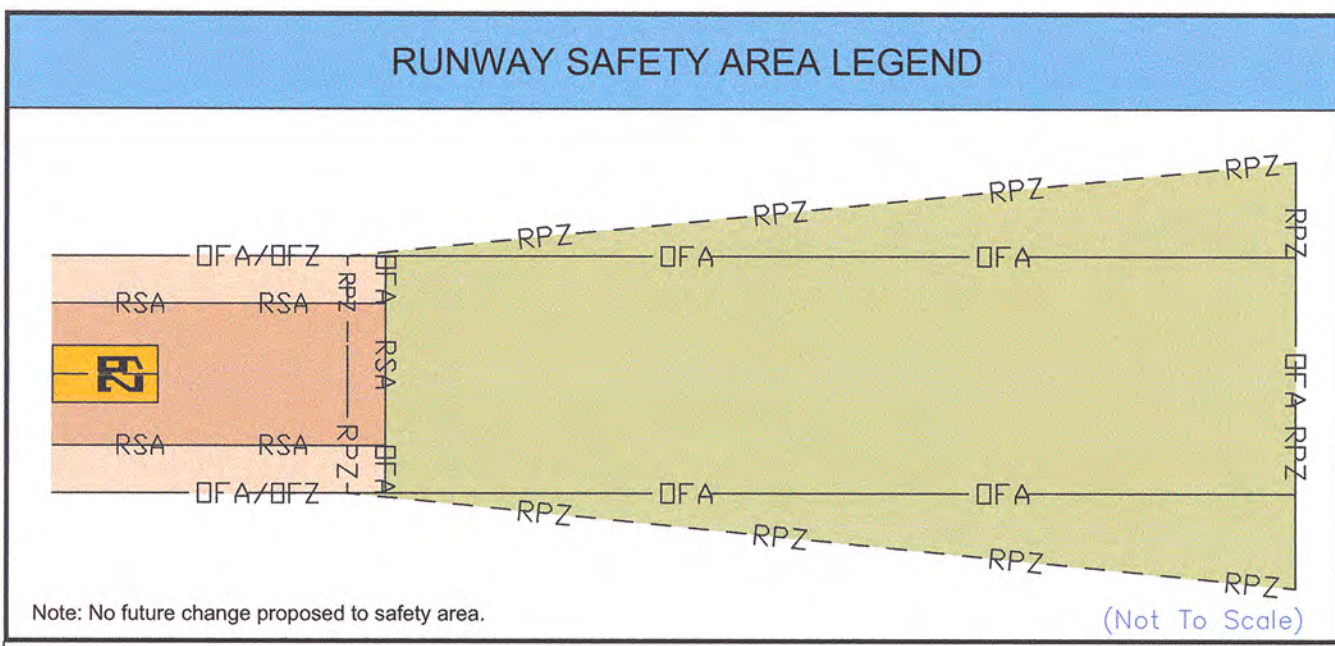 RUNWAY SAFETY AREA LEGEND
RPZ
RPZ
RPZ
RPZ
RPZ
OFA/OFZ
OFA
OFA
RPZ
OFA
RSA
RSA
RSA
OFA
RPZ
RSA
RSA
RPZ
OFA
OFA/OFZ
OFA
OFA
RPZ
RPZ
RPZ
RPZ
Note: No future change proposed to safety area.
(Not To Scale)